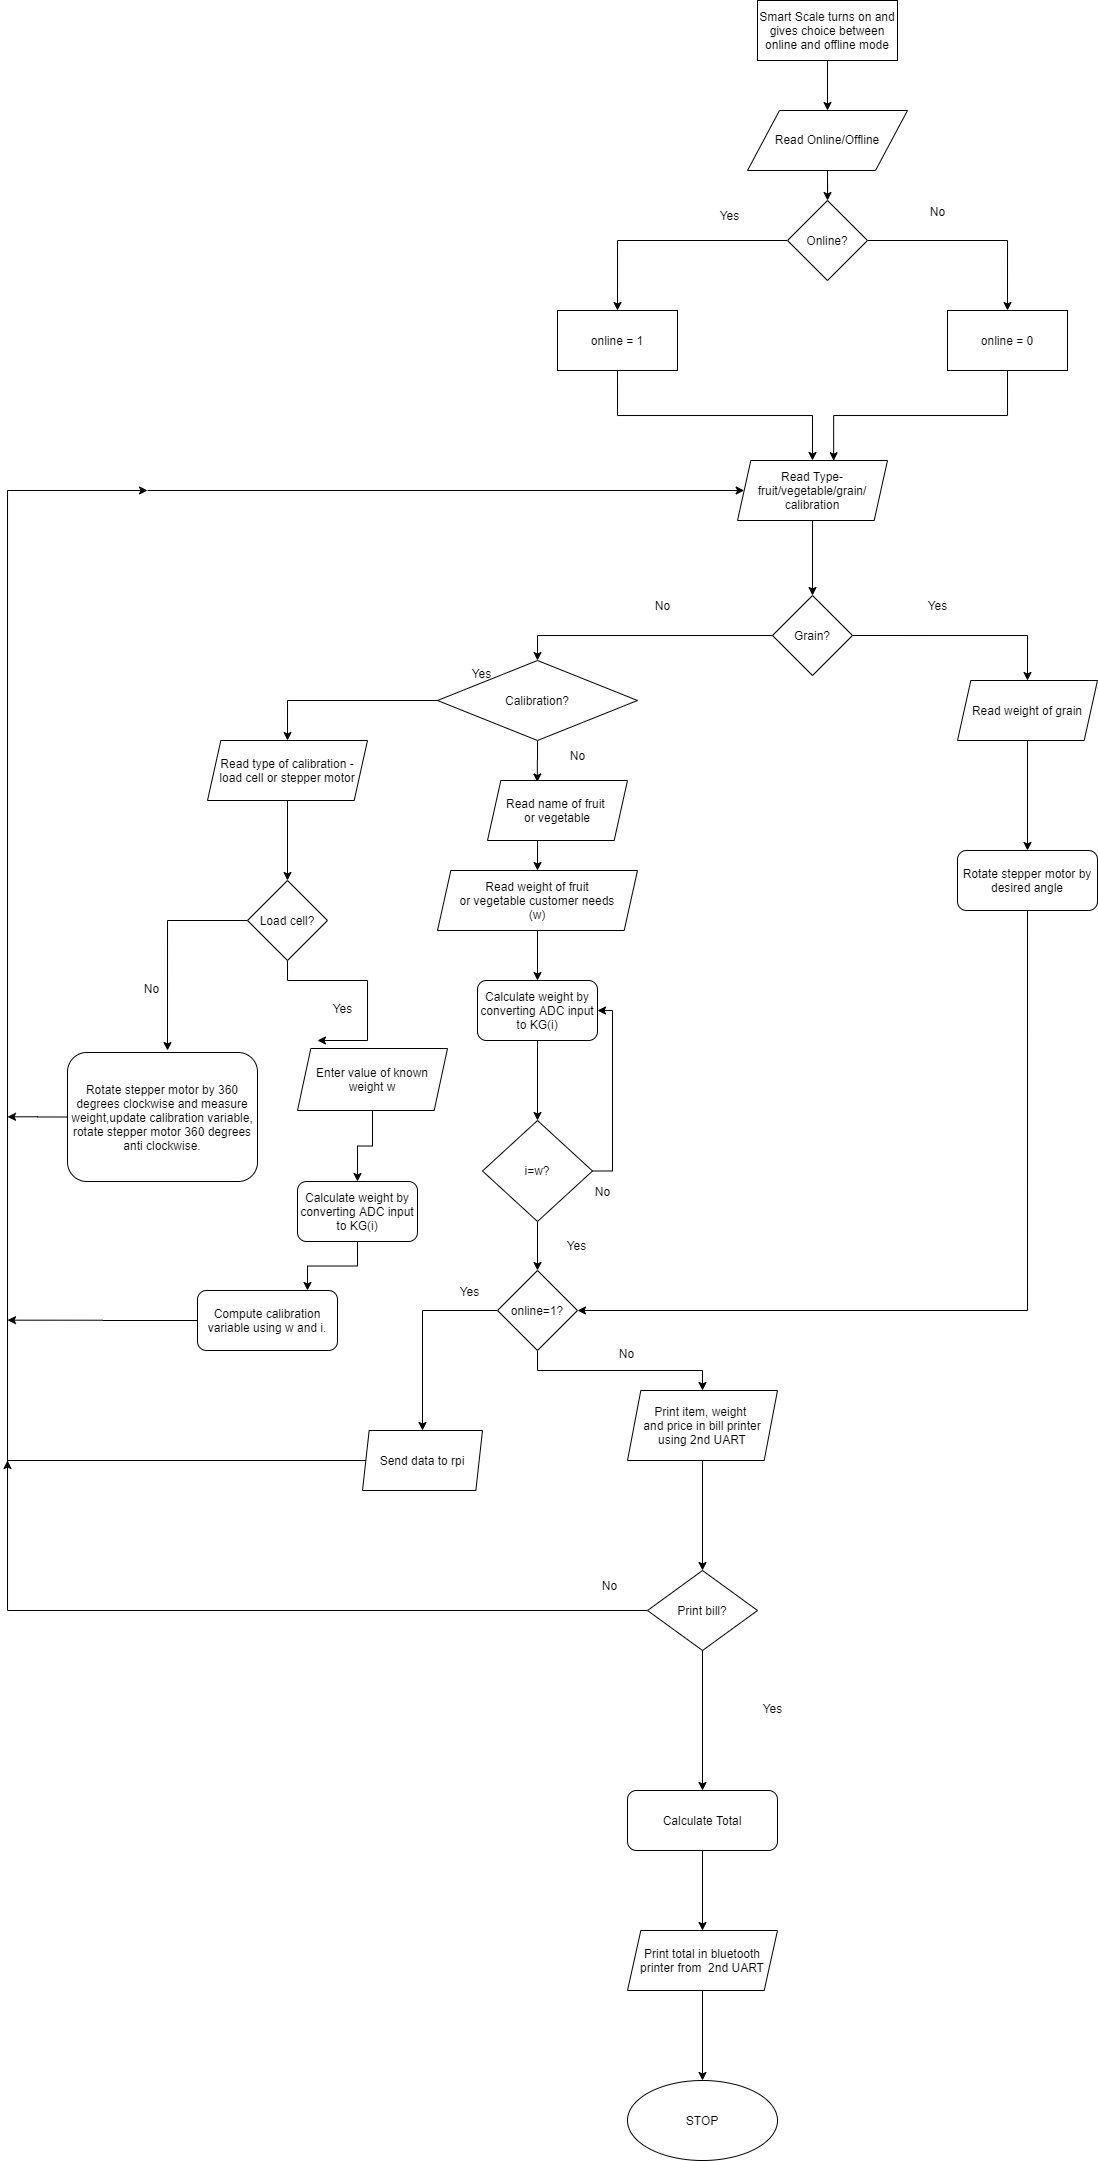 Smart Scale turns on and
gives choice between
online and offline mode
Read Online/Offline
Yes
No
Online?
online = 1
online = 0
Read Type-
fruit/vegetable/grain/
calibration
No
Yes
Grain?
Yes
Calibration?
Read weight of grain
No
Read type of calibration -
load cell or stepper motor
Read name of fruit
or vegetable
Rotate stepper motor by
desired angle
Read weight of fruit
or vegetable customer needs
(w)
Load cell?
No
Yes
Calculate weight by
converting ADC input
to KG(i)
Enter value of known
weight w
Rotate stepper motor by 360
degrees clockwise and measure
weight,update calibration variable,
rotate stepper motor 360 degrees
anti clockwise.
i=w?
No
Calculate weight by
converting ADC input
to KG(i)
Yes
Yes
online=1?
Compute calibration
variable using w and i.
No
Print item, weight
and price in bill printer
using 2nd UART
Send data to rpi
No
Print bill?
Yes
Calculate Total
Print total in bluetooth
printer from  2nd UART
STOP